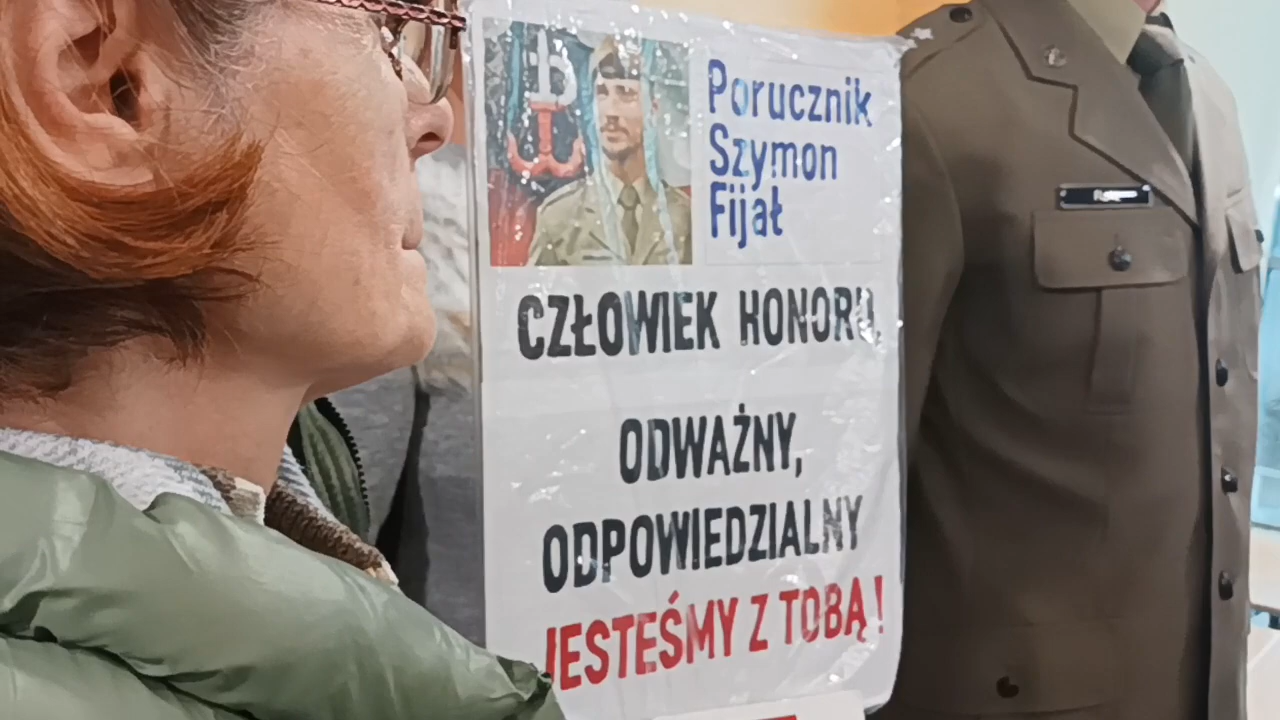 Porucznik
Szymon
Fijał
CZŁOWIEK HONORU,
ODWAŻNY,
ODPOWIEDZIALNY
JESTEŚMY Z TOBĄ!